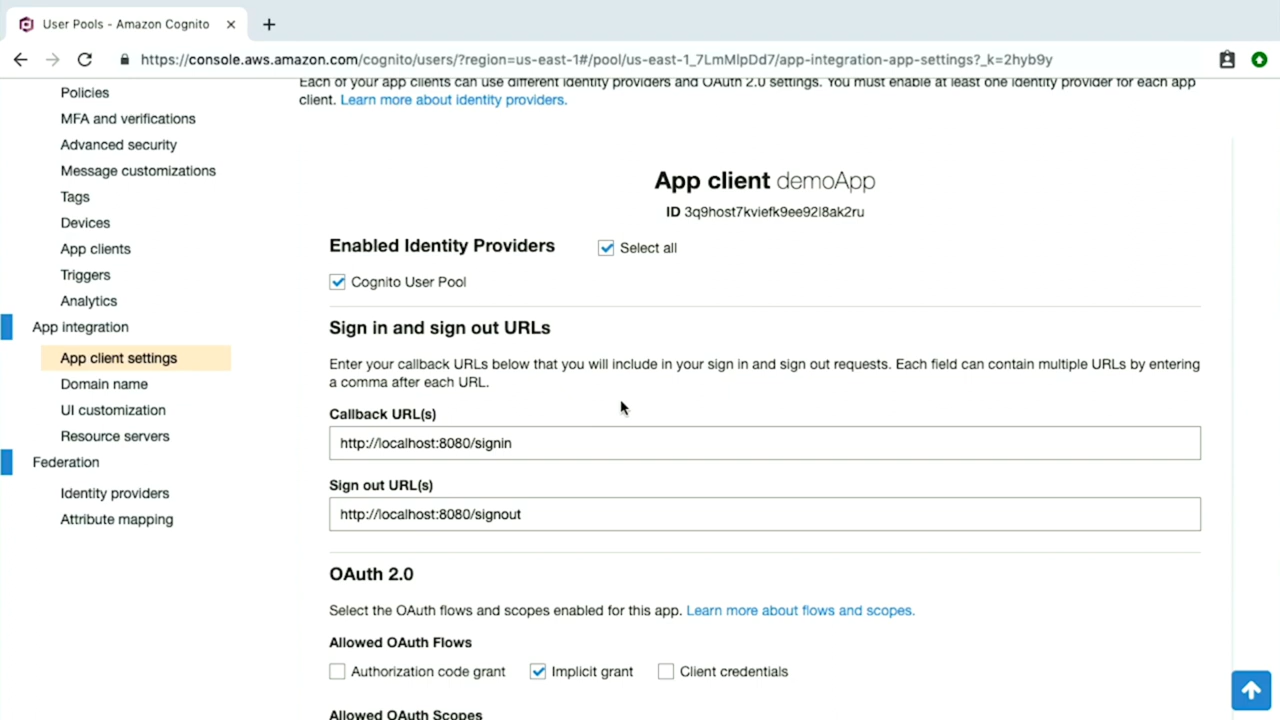 User Pools - Amazon Cognito
https://console.aws.amazon.com/cognito/users/?region=us-east-1#/pool/us-east-1_7LmMlpDd7/app-integration-app-settings?_k=2hyb9y
Policies
MFA and verifications
Advanced security
Message customizations
Tags
Devices
App clients
Triggers
Analytics
App integration
App client settings
Domain name
UI customization
Resource servers
Federation
Identity providers
Attribute mapping
Each of your app clients can use different identity providers and OAuth 2.0 settings. You must enable at least one identity provider for each app
client. Learn more about identity providers.
App client demoApp
ID 3q9host7kviefk9ee92l8ak2ru
Enabled Identity Providers Select all
Cognito User Pool
Sign in and sign out URLs
Enter your callback URLs below that you will include in your sign in and sign out requests. Each field can contain multiple URLs by entering
a comma after each URL.
Callback URL(s)
http://localhost:8080/signin
Sign out URL(s)
http://localhost:8080/signout
OAuth 2.0
Select the OAuth flows and scopes enabled for this app. Learn more about flows and scopes.
Allowed OAuth Flows
Authorization code grant Implicit grant Client credentials
Allowed OAuth Scopes